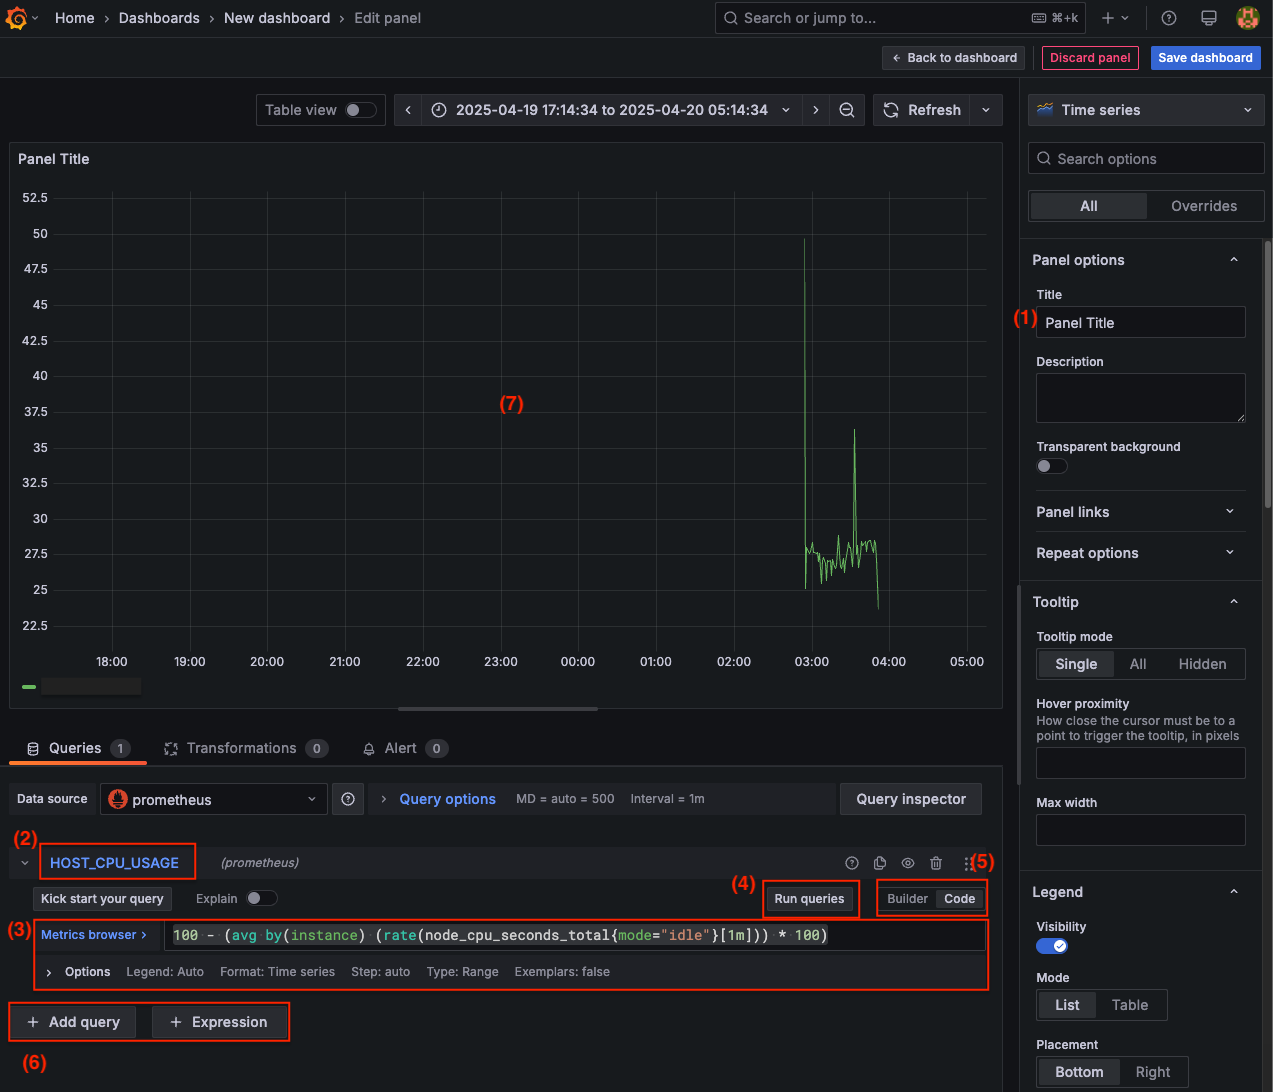 Home › Dashboards › New dashboard › Edit panel
Search or jump to... ⌘+k
← Back to dashboard Discard panel Save dashboard
Table view 2025-04-19 17:14:34 to 2025-04-20 05:14:34 Refresh
Panel Title
52.5
50
47.5
45
42.5
40
37.5
35
32.5
30
27.5
25
22.5
18:00 19:00 20:00 21:00 22:00 23:00 00:00 01:00 02:00 03:00 04:00 05:00
(7)
Queries 1 Transformations 0 Alert 0
Data source prometheus Query options MD = auto = 500 Interval = 1m Query inspector
(2)
HOST_CPU_USAGE (prometheus)
(5)
Kick start your query Explain (4) Run queries Builder Code
(3) Metrics browser > 100 - (avg by(instance) (rate(node_cpu_seconds_total{mode="idle"}[1m])) * 100)
Options Legend: Auto Format: Time series Step: auto Type: Range Exemplars: false
+ Add query + Expression
(6)
Time series
Search options
All Overrides
Panel options
Title
(1) Panel Title
Description
Transparent background
Panel links
Repeat options
Tooltip
Tooltip mode
Single All Hidden
Hover proximity
How close the cursor must be to a
point to trigger the tooltip, in pixels
Max width
Legend
Visibility
Mode
List Table
Placement
Bottom Right